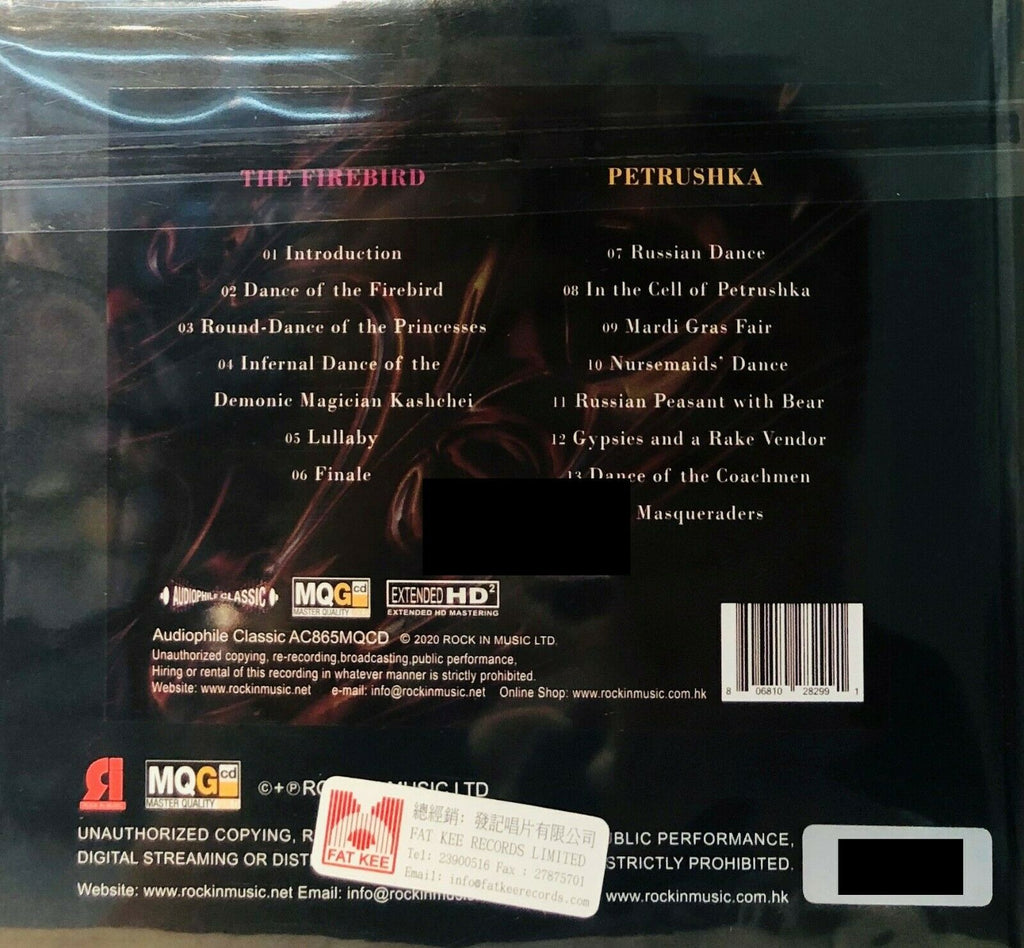 THE FIREBIRD
01 Introduction
02 Dance of the Firebird
03 Round-Dance of the Princesses
04 Infernal Dance of the
Demonic Magician Kashchei
05 Lullaby
06 Finale
PETRUSHKA
07 Russian Dance
08 In the Cell of Petrushka
09 Mardi Gras Fair
10 Nursemaids' Dance
11 Russian Peasant with Bear
12 Gypsies and a Rake Vendor
13 Dance of the Coachmen
Masqueraders
AUDIOPHILE CLASSIC
MQGcd
MASTER QUALITY
EXTENDED HD2
EXTENDED HD MASTERING
Audiophile Classic AC865MQCD © 2020 ROCK IN MUSIC LTD.
Unauthorized copying, re-recording,broadcasting,public performance,
Hiring or rental of this recording in whatever manner is strictly prohibited.
Website: www.rockinmusic.net e-mail: info@rockinmusic.net Online Shop: www.rockinmusic.com.hk
8 06810 28299 1
MQGcd
MASTER QUALITY
©+℗ MUSIC LTD
UNAUTHORIZED COPYING, PERFORMANCE,
DIGITAL STREAMING OR STRICTLY PROHIBITED.
Website: www.rockinmusic.net Email: www.rockinmusic.com.hk
FAT KEE
總經銷: 發記唱片有限公司
FAT KEE RECORDS LIMITED
Tel: 23900516 Fax : 27875701
Email: info@fatkeerecords.com